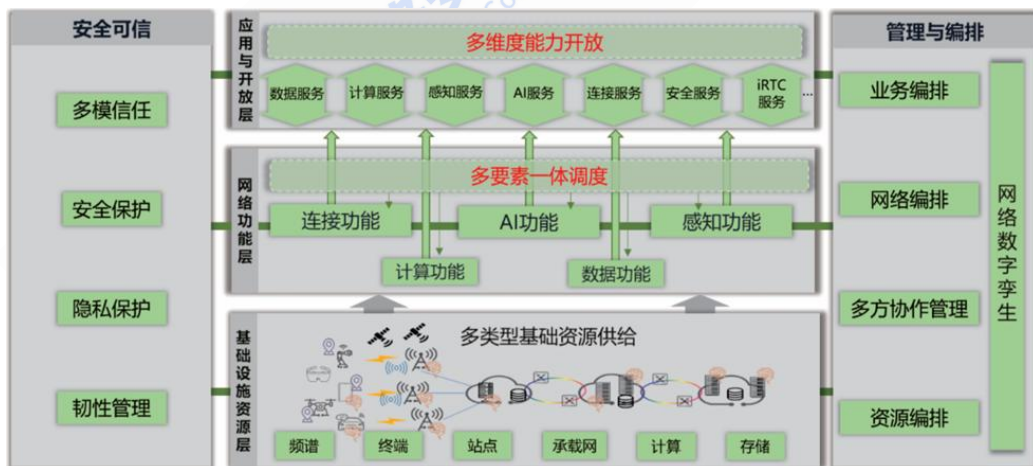 安全可信
多模信任
安全保护
隐私保护
韧性管理
应用与开放层
多维度能力开放
数据服务
计算服务
感知服务
AI服务
连接服务
安全服务
iRTC
服务
...
网络功能层
多要素一体调度
连接功能
AI功能
感知功能
计算功能
数据功能
基础设施资源层
多类型基础资源供给
频谱
终端
站点
承载网
计算
存储
管理与编排
业务编排
网络编排
多方协作管理
资源编排
网络数字孪生